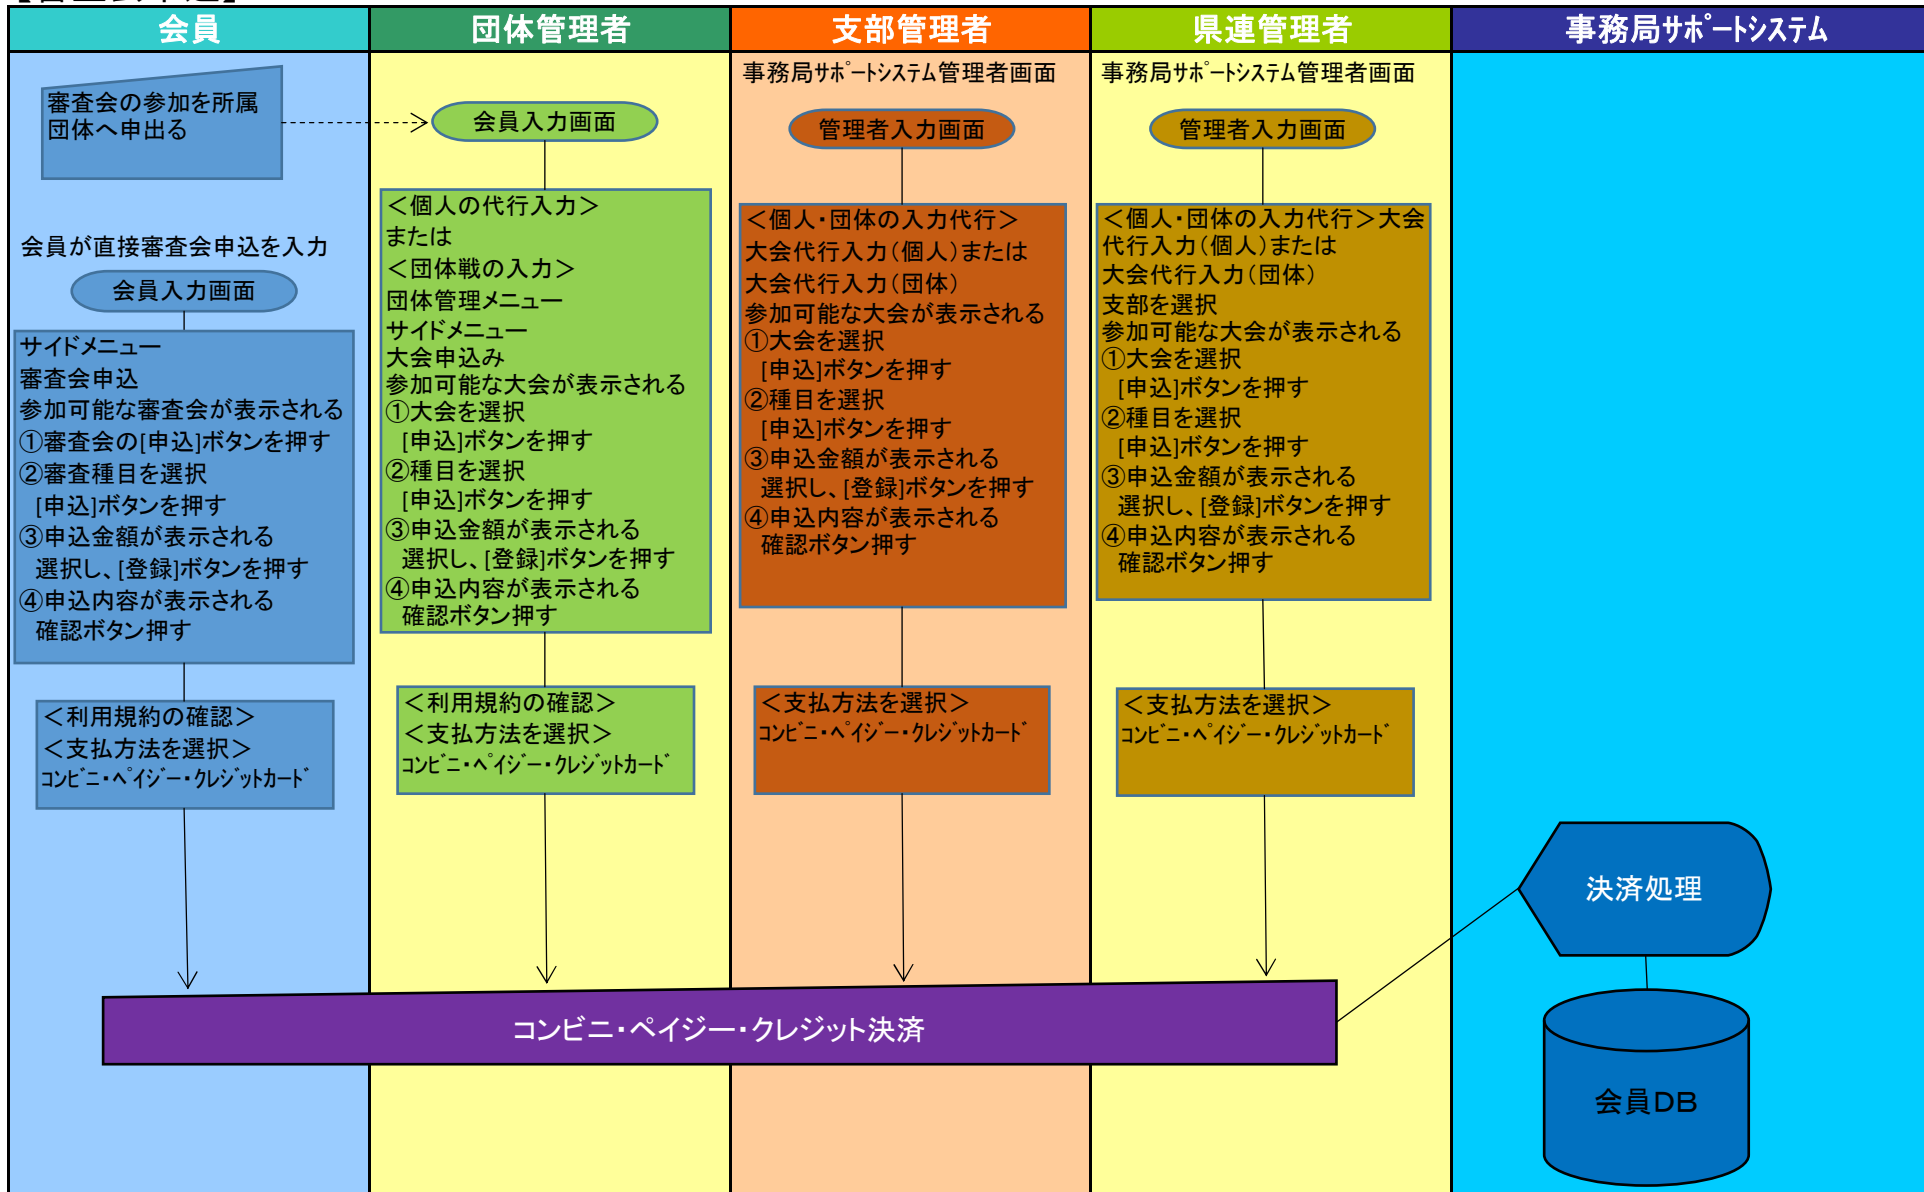 会員
団体管理者
支部管理者
県連管理者
事務局ｻﾎﾟｰﾄｼｽﾃﾑ
審査会の参加を所属
団体へ申出る
会員が直接審査会申込を入力
会員入力画面
サイドメニュー
審査会申込
参加可能な審査会が表示される
①審査会の[申込]ボタンを押す
②審査種目を選択
[申込]ボタンを押す
③申込金額が表示される
選択し、[登録]ボタンを押す
④申込内容が表示される
確認ボタン押す
＜利用規約の確認＞
＜支払方法を選択＞
ｺﾝﾋﾞﾆ・ﾍﾟｲｼﾞｰ・ｸﾚｼﾞｯﾄｶｰﾄﾞ
会員入力画面
＜個人の代行入力＞
または
＜団体戦の入力＞
団体管理メニュー
サイドメニュー
大会申込み
参加可能な大会が表示される
①大会を選択
[申込]ボタンを押す
②種目を選択
[申込]ボタンを押す
③申込金額が表示される
選択し、[登録]ボタンを押す
④申込内容が表示される
確認ボタン押す
＜利用規約の確認＞
＜支払方法を選択＞
ｺﾝﾋﾞﾆ・ﾍﾟｲｼﾞｰ・ｸﾚｼﾞｯﾄｶｰﾄﾞ
事務局ｻﾎﾟｰﾄｼｽﾃﾑ管理者画面
管理者入力画面
＜個人・団体の入力代行＞
大会代行入力（個人）または
大会代行入力（団体）
参加可能な大会が表示される
①大会を選択
[申込]ボタンを押す
②種目を選択
[申込]ボタンを押す
③申込金額が表示される
選択し、[登録]ボタンを押す
④申込内容が表示される
確認ボタン押す
＜支払方法を選択＞
ｺﾝﾋﾞﾆ・ﾍﾟｲｼﾞｰ・ｸﾚｼﾞｯﾄｶｰﾄﾞ
事務局ｻﾎﾟｰﾄｼｽﾃﾑ管理者画面
管理者入力画面
＜個人・団体の入力代行＞大会
代行入力（個人）または
大会代行入力（団体）
支部を選択
参加可能な大会が表示される
①大会を選択
[申込]ボタンを押す
②種目を選択
[申込]ボタンを押す
③申込金額が表示される
選択し、[登録]ボタンを押す
④申込内容が表示される
確認ボタン押す
＜支払方法を選択＞
ｺﾝﾋﾞﾆ・ﾍﾟｲｼﾞｰ・ｸﾚｼﾞｯﾄｶｰﾄﾞ
コンビニ・ペイジー・クレジット決済
決済処理
会員ＤＢ